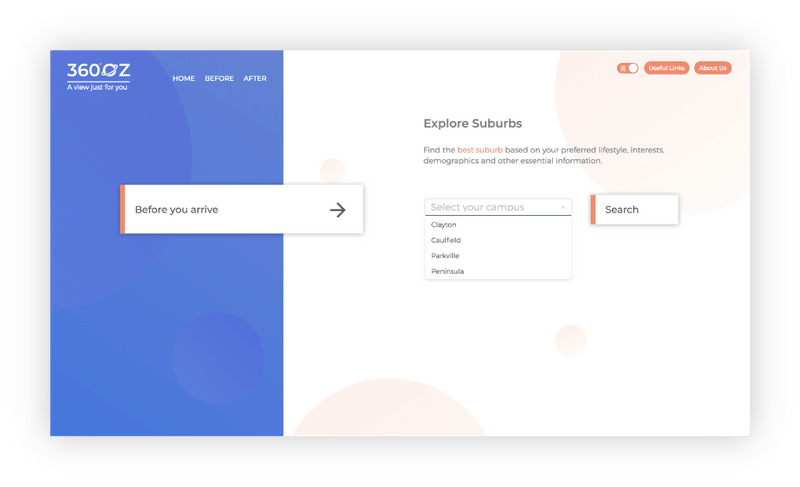 360OZ
A view just for you
HOME BEFORE AFTER
英
Useful Links
About Us
Explore Suburbs
Find the best suburb based on your preferred lifestyle, interests,
demographics and other essential information.
Before you arrive
Select your campus
Search
Clayton
Caulfield
Parkville
Peninsula